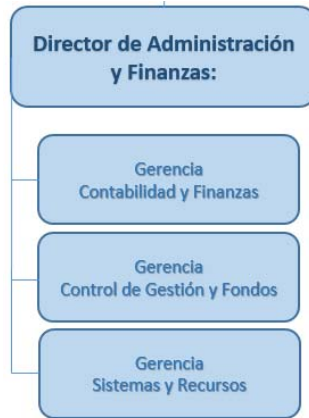 Director de Administración
y Finanzas:
Gerencia
Contabilidad y Finanzas
Gerencia
Control de Gestión y Fondos
Gerencia
Sistemas y Recursos